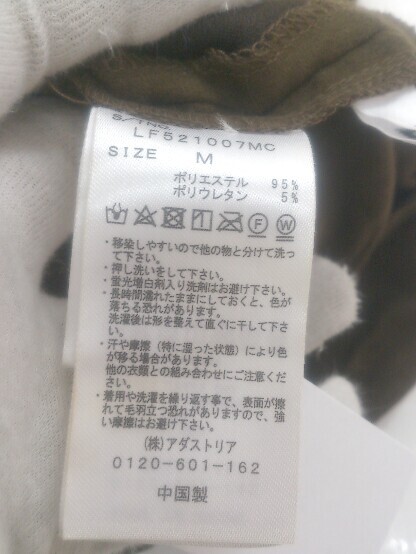 LF521007MC
SIZE M
ポリエステル 95%
ポリウレタン 5%
F W
・移染しやすいので他の物と分けて洗っ
て下さい。
・押し洗いをして下さい。
・蛍光増白剤入り洗剤はお避け下さい。
・長時間濡れたままにしておくと、色が
落ちる恐れがあります。
洗濯後は形を整えて直ぐに干して下さ
い。
・汗や摩擦（特に湿った状態）により色
が移る場合があります。
他の衣類との組み合わせにご注意くだ
さい。
・着用や洗濯を繰り返す事で、表面が擦
れて毛羽立つ恐れがありますので、強
い摩擦はお避け下さい。
(株)アダストリア
0120-601-162
中国製